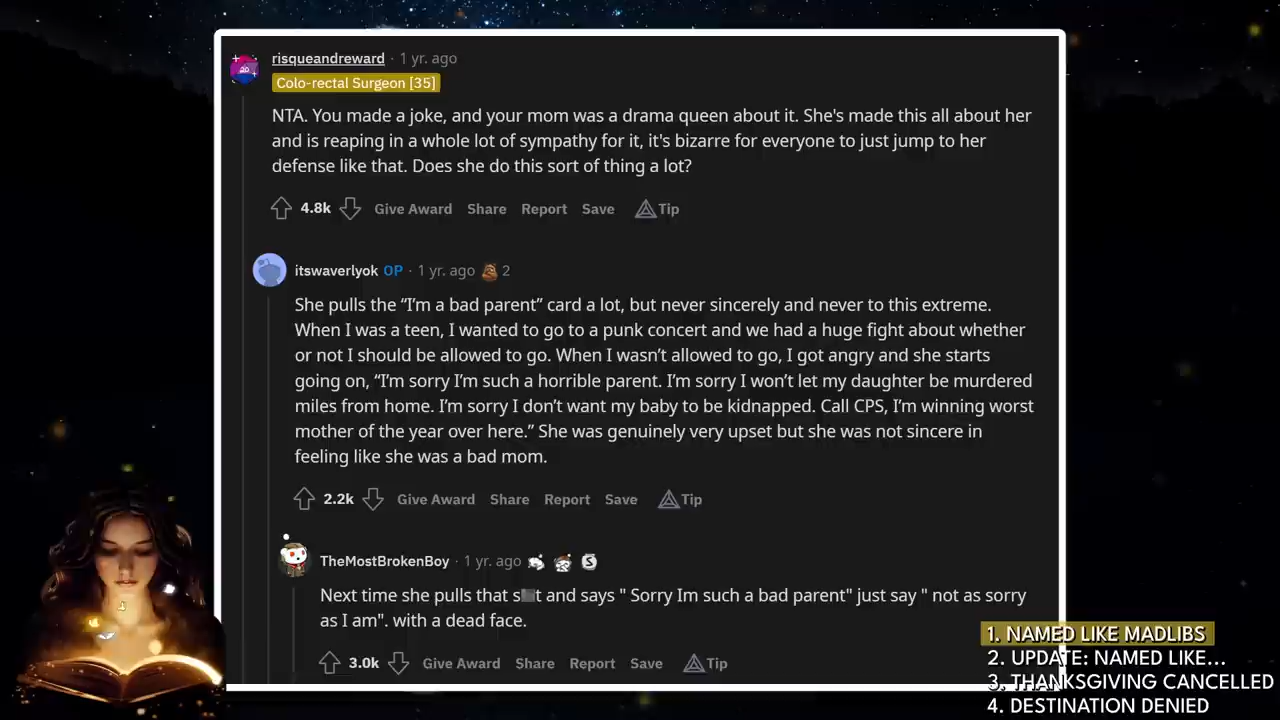 risqueandreward · 1 yr. ago
Colo-rectal Surgeon [35]
NTA. You made a joke, and your mom was a drama queen about it. She's made this all about her
and is reaping in a whole lot of sympathy for it, it's bizarre for everyone to just jump to her
defense like that. Does she do this sort of thing a lot?
4.8k Give Award Share Report Save Tip
itswaverlyok OP · 1 yr. ago 2
She pulls the “I’m a bad parent” card a lot, but never sincerely and never to this extreme.
When I was a teen, I wanted to go to a punk concert and we had a huge fight about whether
or not I should be allowed to go. When I wasn’t allowed to go, I got angry and she starts
going on, “I’m sorry I’m such a horrible parent. I’m sorry I won’t let my daughter be murdered
miles from home. I’m sorry I don’t want my baby to be kidnapped. Call CPS, I’m winning worst
mother of the year over here.” She was genuinely very upset but she was not sincere in
feeling like she was a bad mom.
2.2k Give Award Share Report Save Tip
TheMostBrokenBoy · 1 yr. ago
Next time she pulls that s t and says " Sorry Im such a bad parent" just say " not as sorry
as I am". with a dead face.
3.0k Give Award Share Report Save Tip
1. NAMED LIKE MADLIBS
2. UPDATE: NAMED LIKE...
3. THANKSGIVING CANCELLED
4. DESTINATION DENIED